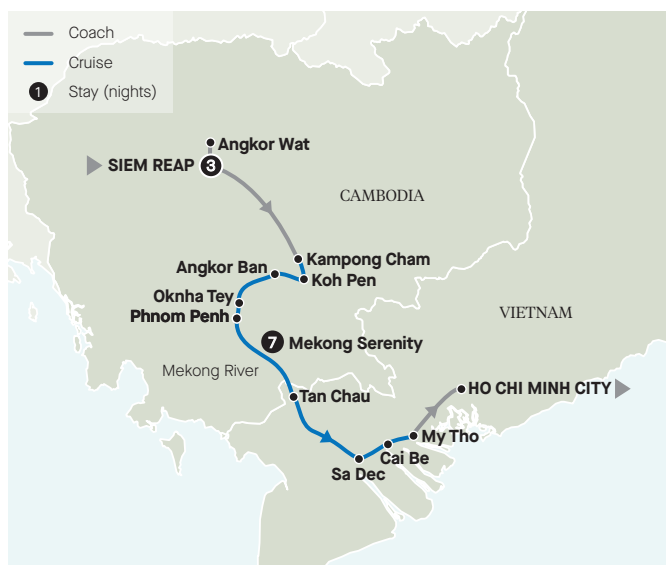 Coach
Cruise
1 Stay (nights)
Angkor Wat
SIEM REAP 3
CAMBODIA
Kampong Cham
Angkor Ban
Koh Pen
Oknha Tey
Phnom Penh
VIETNAM
7 Mekong Serenity
Mekong River
Tan Chau
HO CHI MINH CITY
My Tho
Cai Be
Sa Dec